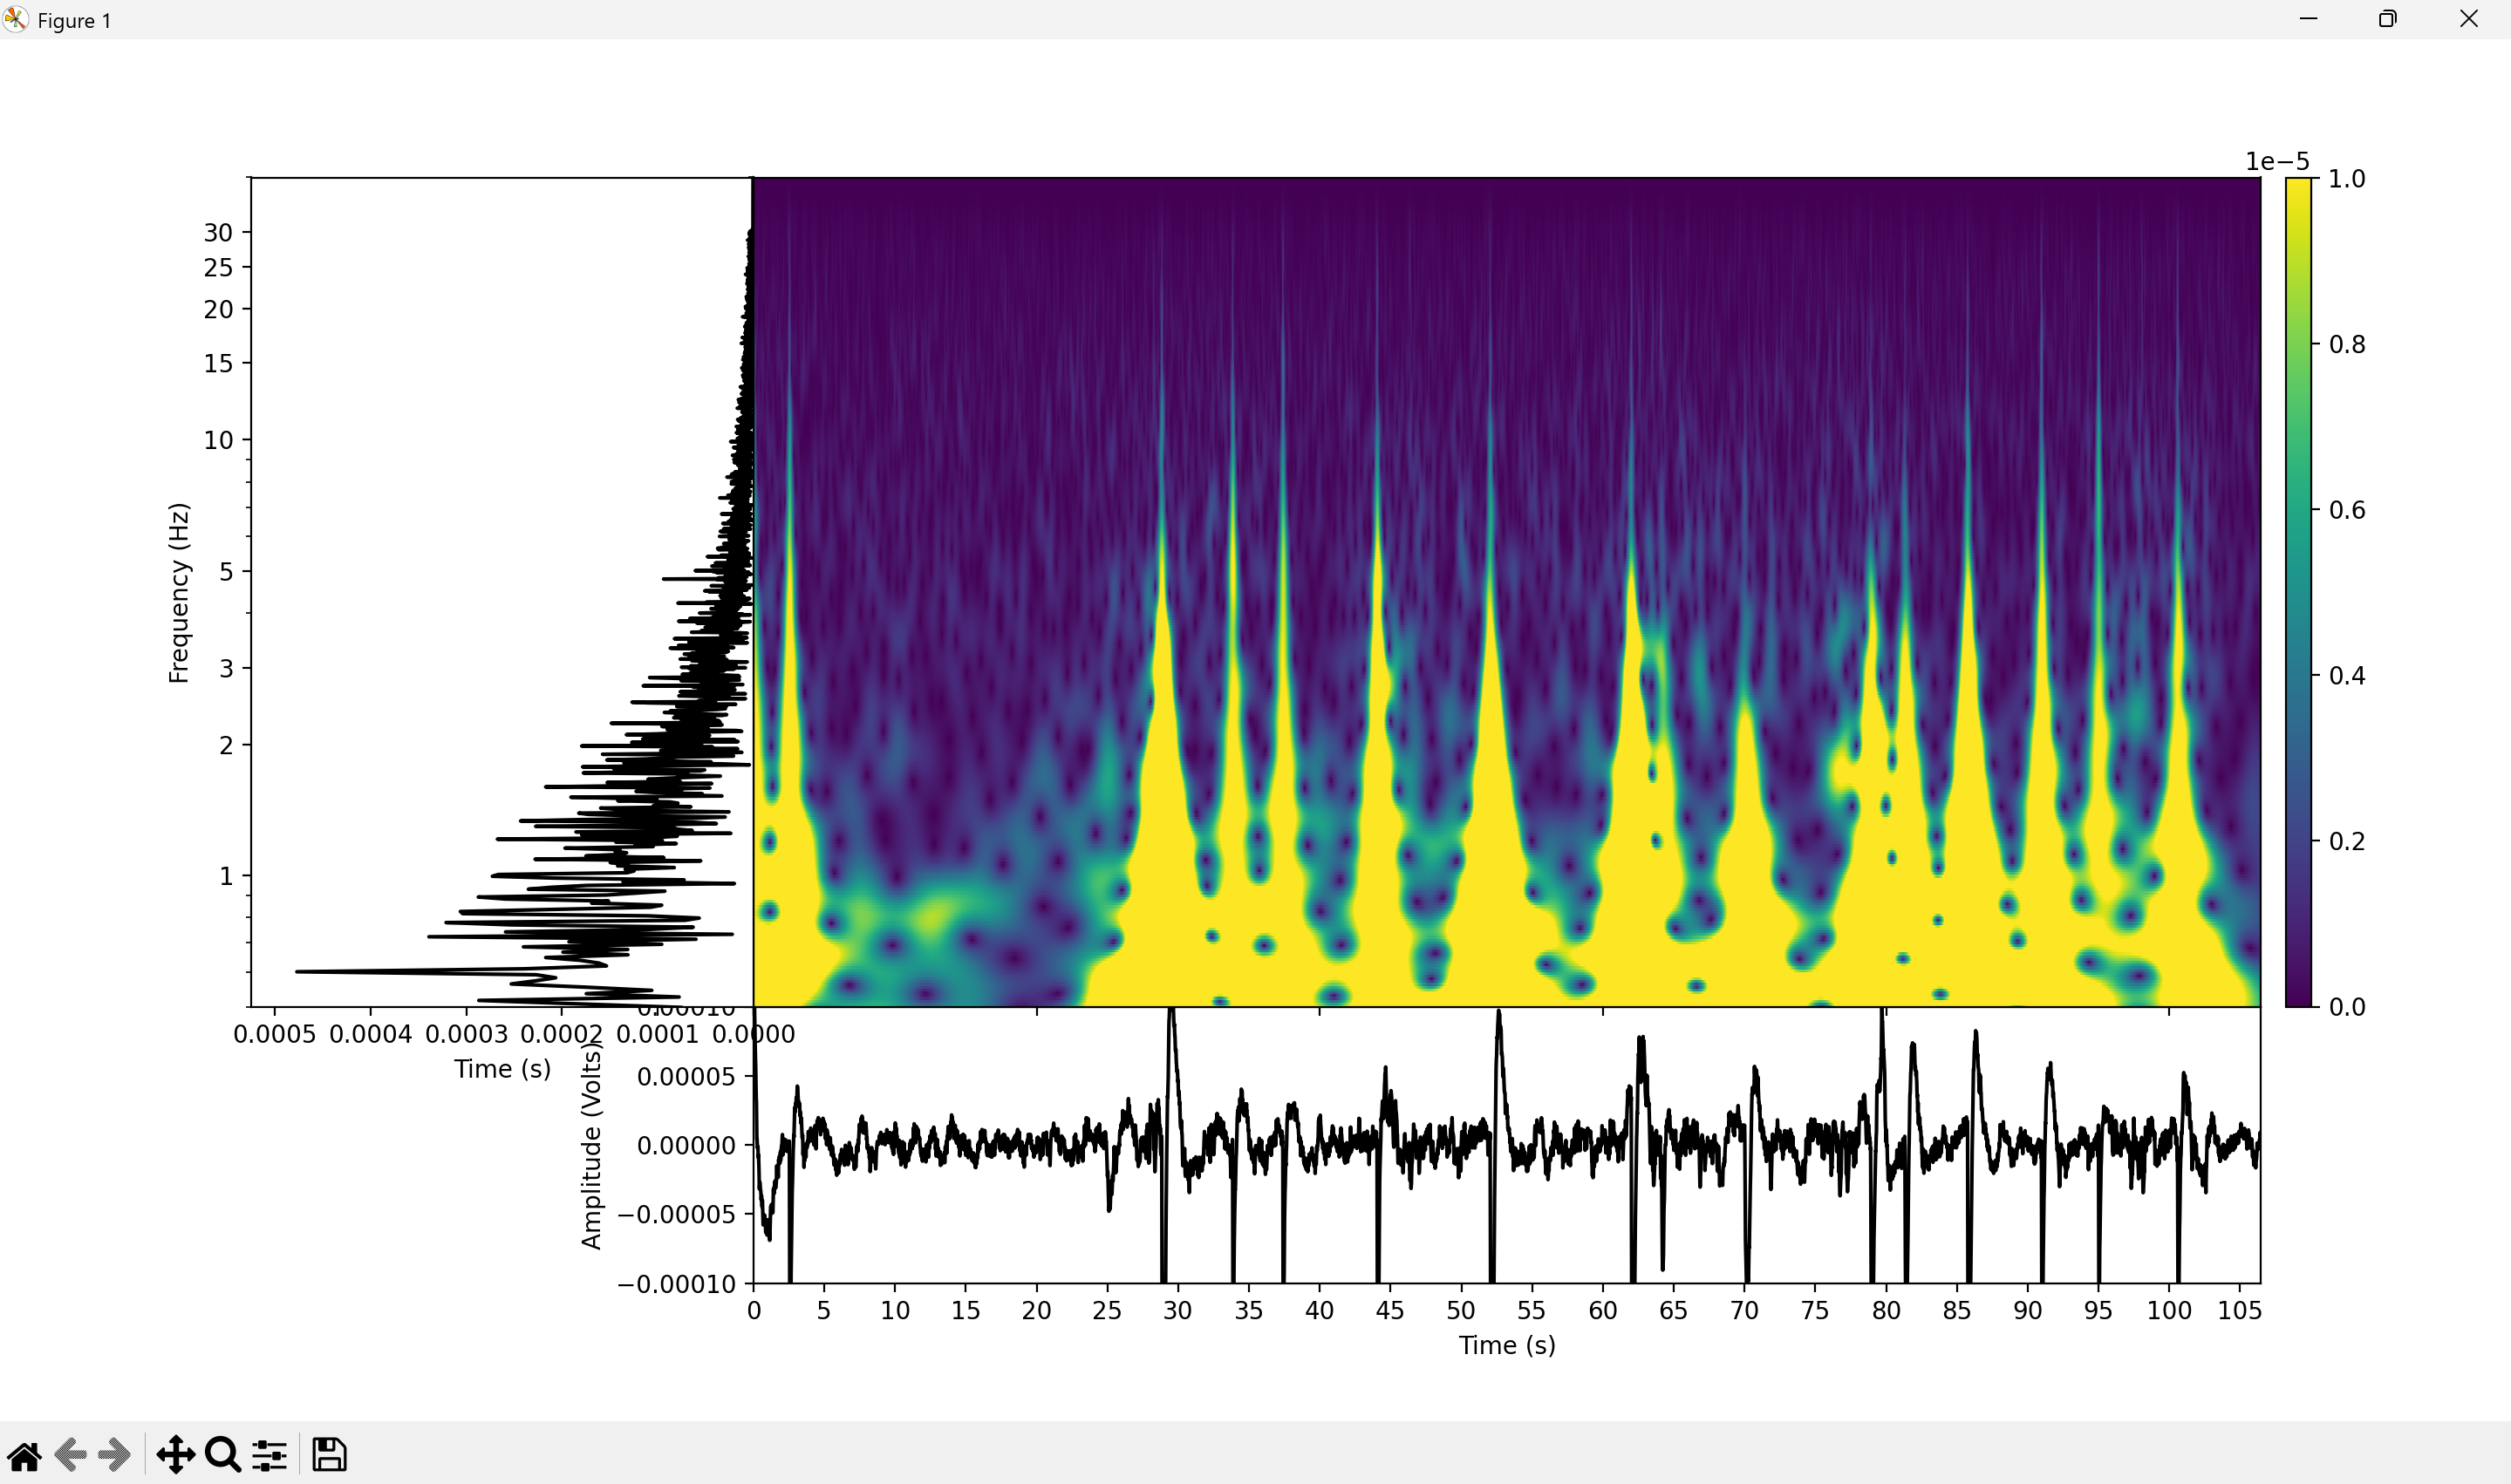 Figure 1
1e−5
30
25
20
15
10
5
3
2
1
Frequency (Hz)
1.0
0.8
0.6
0.4
0.2
0.0
0.0005 0.0004 0.0003 0.0002 0.0001 0.0000
Time (s)
0.00010
0.00005
0.00000
−0.00005
−0.00010
Amplitude (Volts)
0 5 10 15 20 25 30 35 40 45 50 55 60 65 70 75 80 85 90 95 100 105
Time (s)